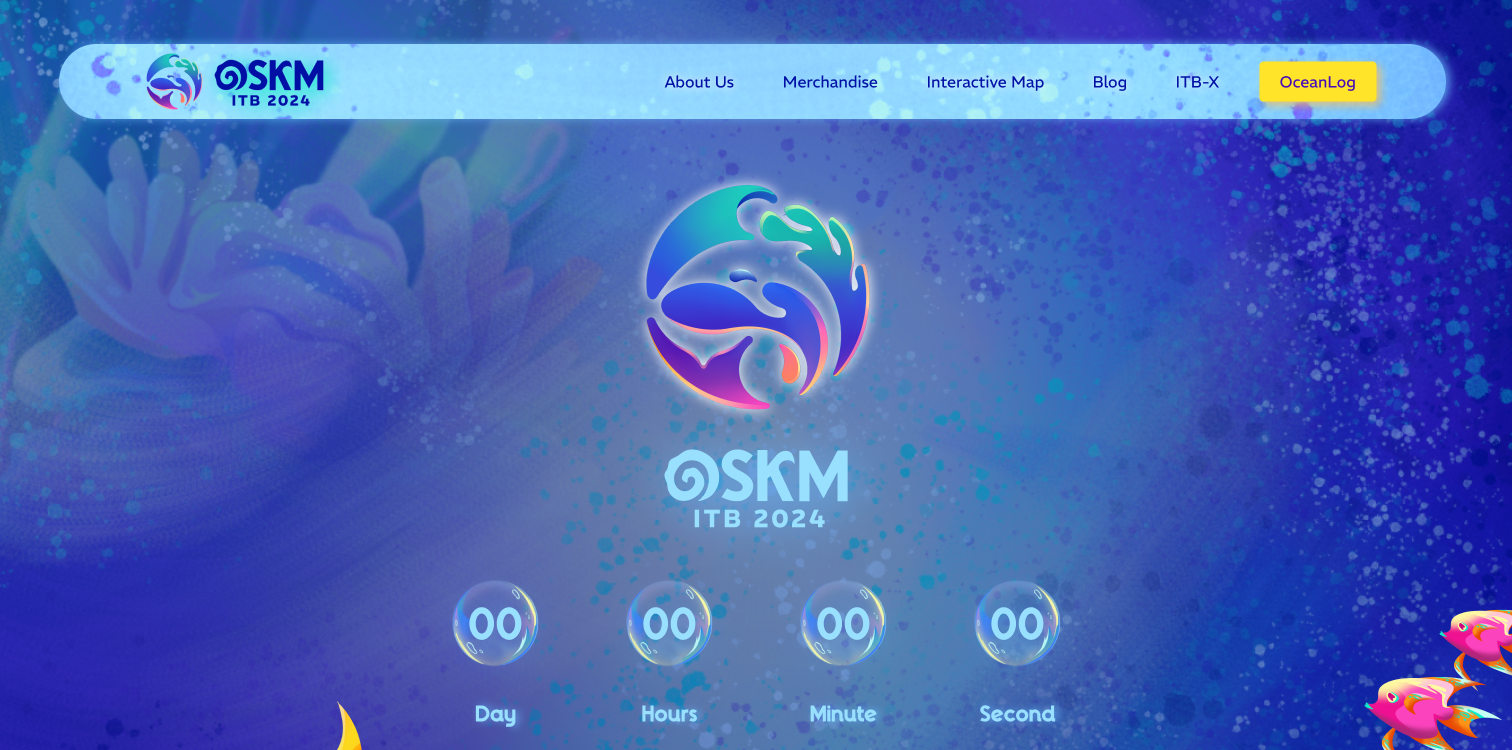 OSKM
ITB 2024
About Us
Merchandise
Interactive Map
Blog
ITB-X
OceanLog
OSKM
ITB 2024
00 00 00 00
Day Hours Minute Second